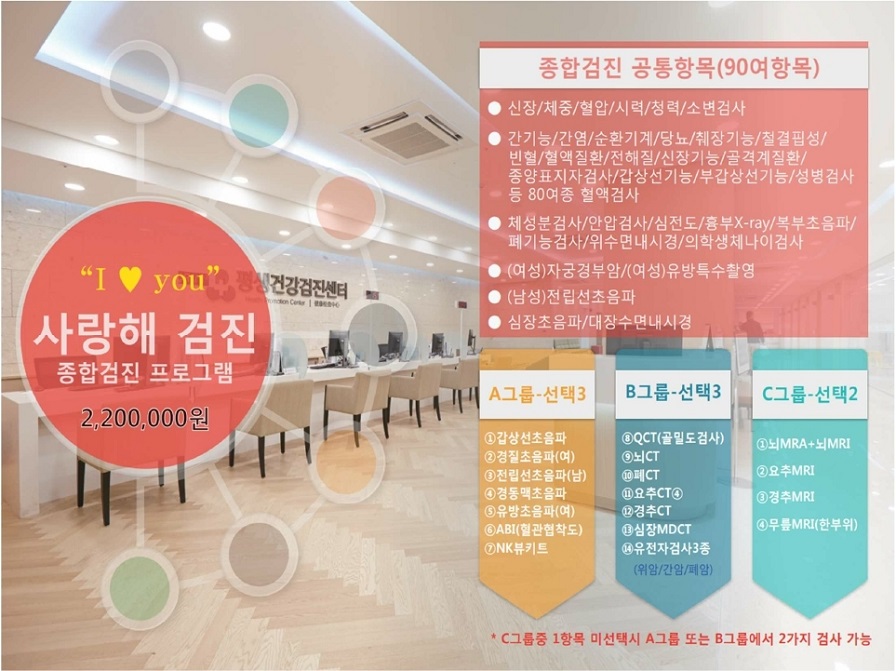 "I ♥ you"
사랑해 검진
종합검진 프로그램
2,200,000원
평생건강검진센터
종합검진 공통항목(90여항목)
● 신장/체중/혈압/시력/청력/소변검사
● 간기능/간염/순환기계/당뇨/췌장기능/철결핍성/
빈혈/혈액질환/전해질/신장기능/골격계질환/
종양표지자검사/갑상선기능/부갑상선기능/성병검사
등 80여종 혈액검사
● 체성분검사/안압검사/심전도/흉부X-ray/복부초음파/
폐기능검사/위수면내시경/의학생체나이검사
● (여성)자궁경부암/(여성)유방특수촬영
● (남성)전립선초음파
● 심장초음파/대장수면내시경
A그룹-선택3
①갑상선초음파
②경질초음파(여)
③전립선초음파(남)
④경동맥초음파
⑤유방초음파(여)
⑥ABI(혈관협착도)
⑦NK뷰키트
B그룹-선택3
⑧QCT(골밀도검사)
⑨뇌CT
⑩폐CT
⑪요추CT④
⑫경추CT
⑬심장MDCT
⑭유전자검사3종
(위암/간암/폐암)
C그룹-선택2
①뇌MRA+뇌MRI
②요추MRI
③경추MRI
④무릎MRI(한부위)
* C그룹중 1항목 미선택시 A그룹 또는 B그룹에서 2가지 검사 가능